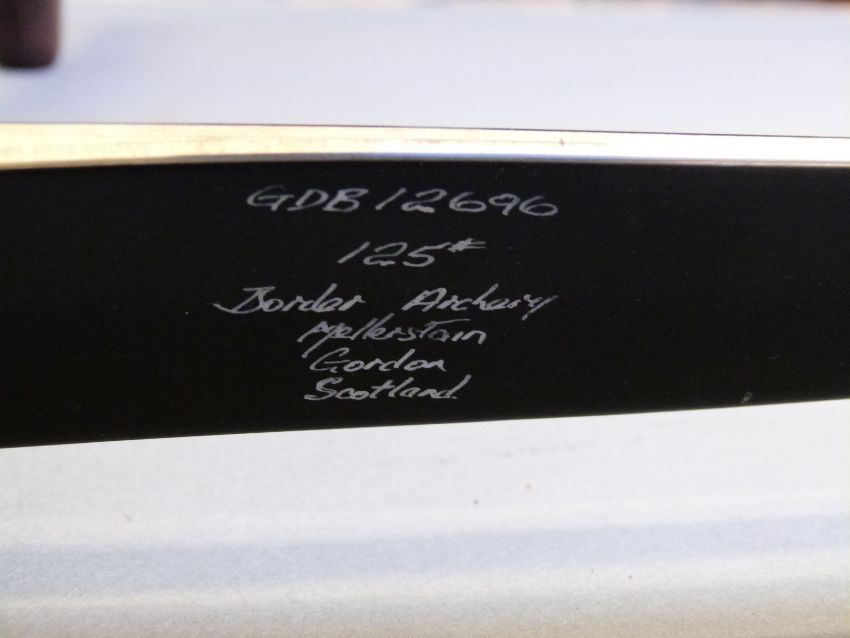 GDB12696
125#
Border Archery
Mellerstain
Gordon
Scotland